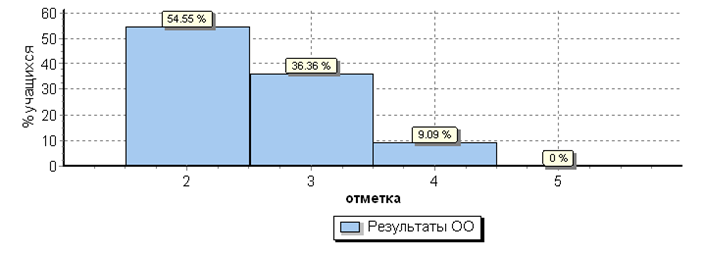 % учащихся
60
50
40
30
20
10
0
54.55 %
36.36 %
9.09 %
0 %
2 3 4 5
отметка
Результаты ОО